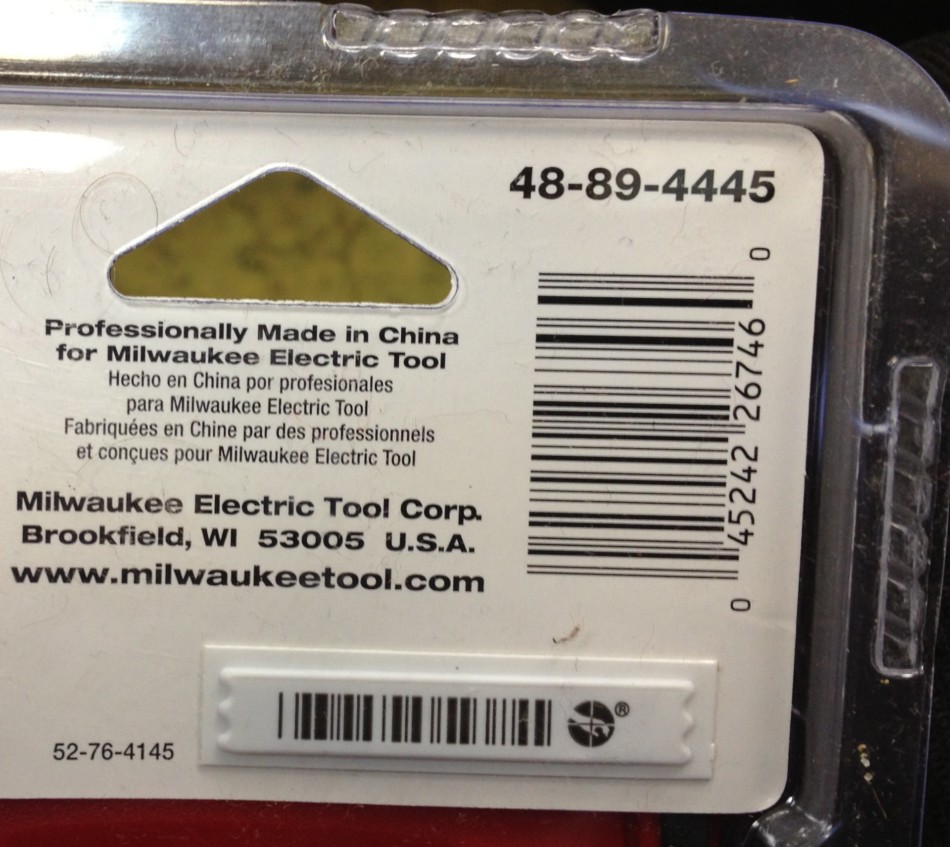 48-89-4445
Professionally Made in China
for Milwaukee Electric Tool
Hecho en China por profesionales
para Milwaukee Electric Tool
Fabriquées en Chine par des professionnels
et conçues pour Milwaukee Electric Tool
Milwaukee Electric Tool Corp.
Brookfield, WI 53005 U.S.A.
www.milwaukeetool.com
0 45242 26746 0
®
52-76-4145